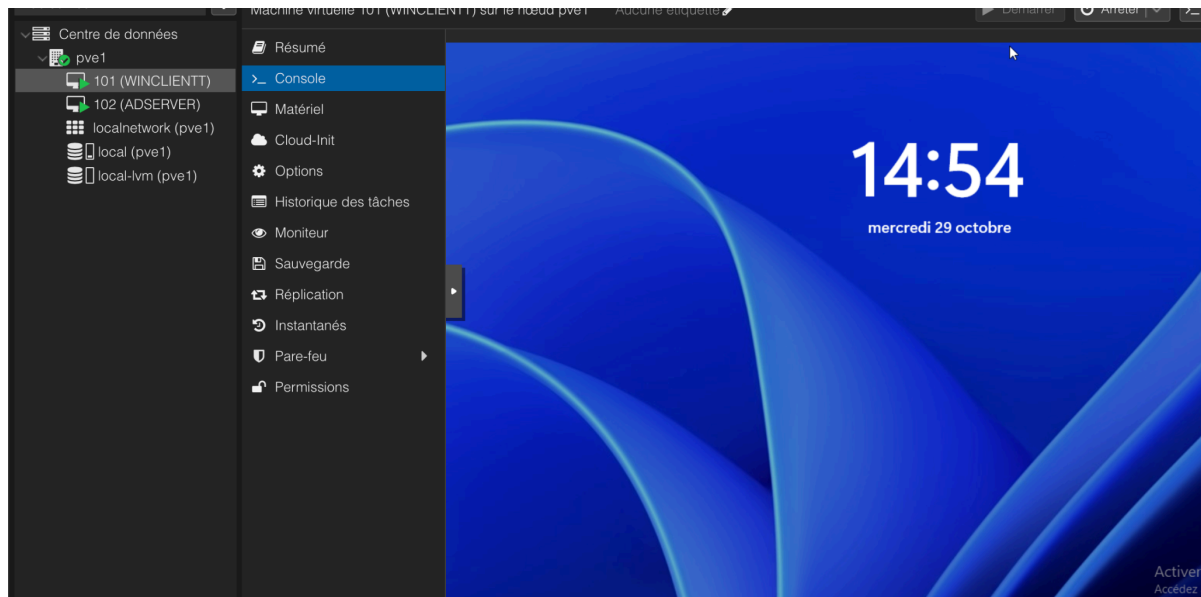 Machine virtuelle 101 (WINCLIENTT) sur le nœud pve1 Aucune étiquette
Démarrer
Arrêter
>_
Centre de données
pve1
101 (WINCLIENTT)
102 (ADSERVER)
localnetwork (pve1)
local (pve1)
local-lvm (pve1)
Résumé
>_ Console
Matériel
Cloud-Init
Options
Historique des tâches
Moniteur
Sauvegarde
Réplication
Instantanés
Pare-feu
Permissions
14:54
mercredi 29 octobre
Activer
Accédez